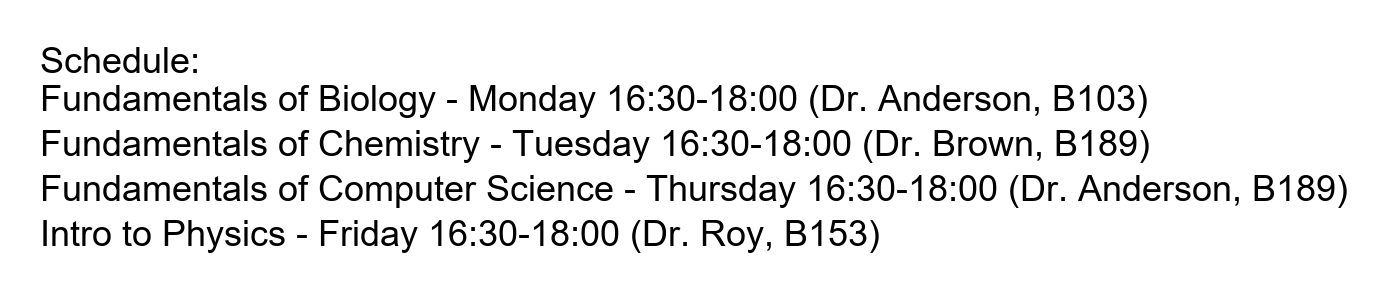 Schedule:
Fundamentals of Biology - Monday 16:30-18:00 (Dr. Anderson, B103)
Fundamentals of Chemistry - Tuesday 16:30-18:00 (Dr. Brown, B189)
Fundamentals of Computer Science - Thursday 16:30-18:00 (Dr. Anderson, B189)
Intro to Physics - Friday 16:30-18:00 (Dr. Roy, B153)